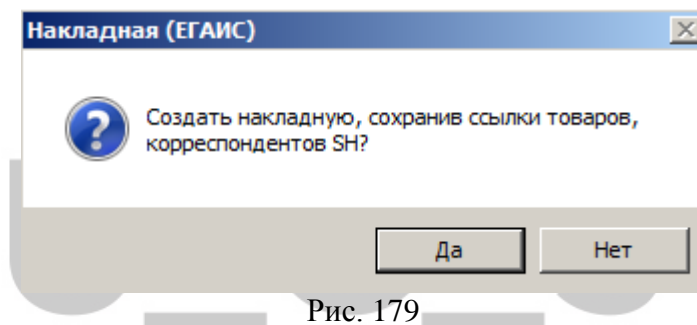 Накладная (ЕГАИС)
Создать накладную, сохранив ссылки товаров,
корреспондентов SH?
Да
Нет
Рис. 179